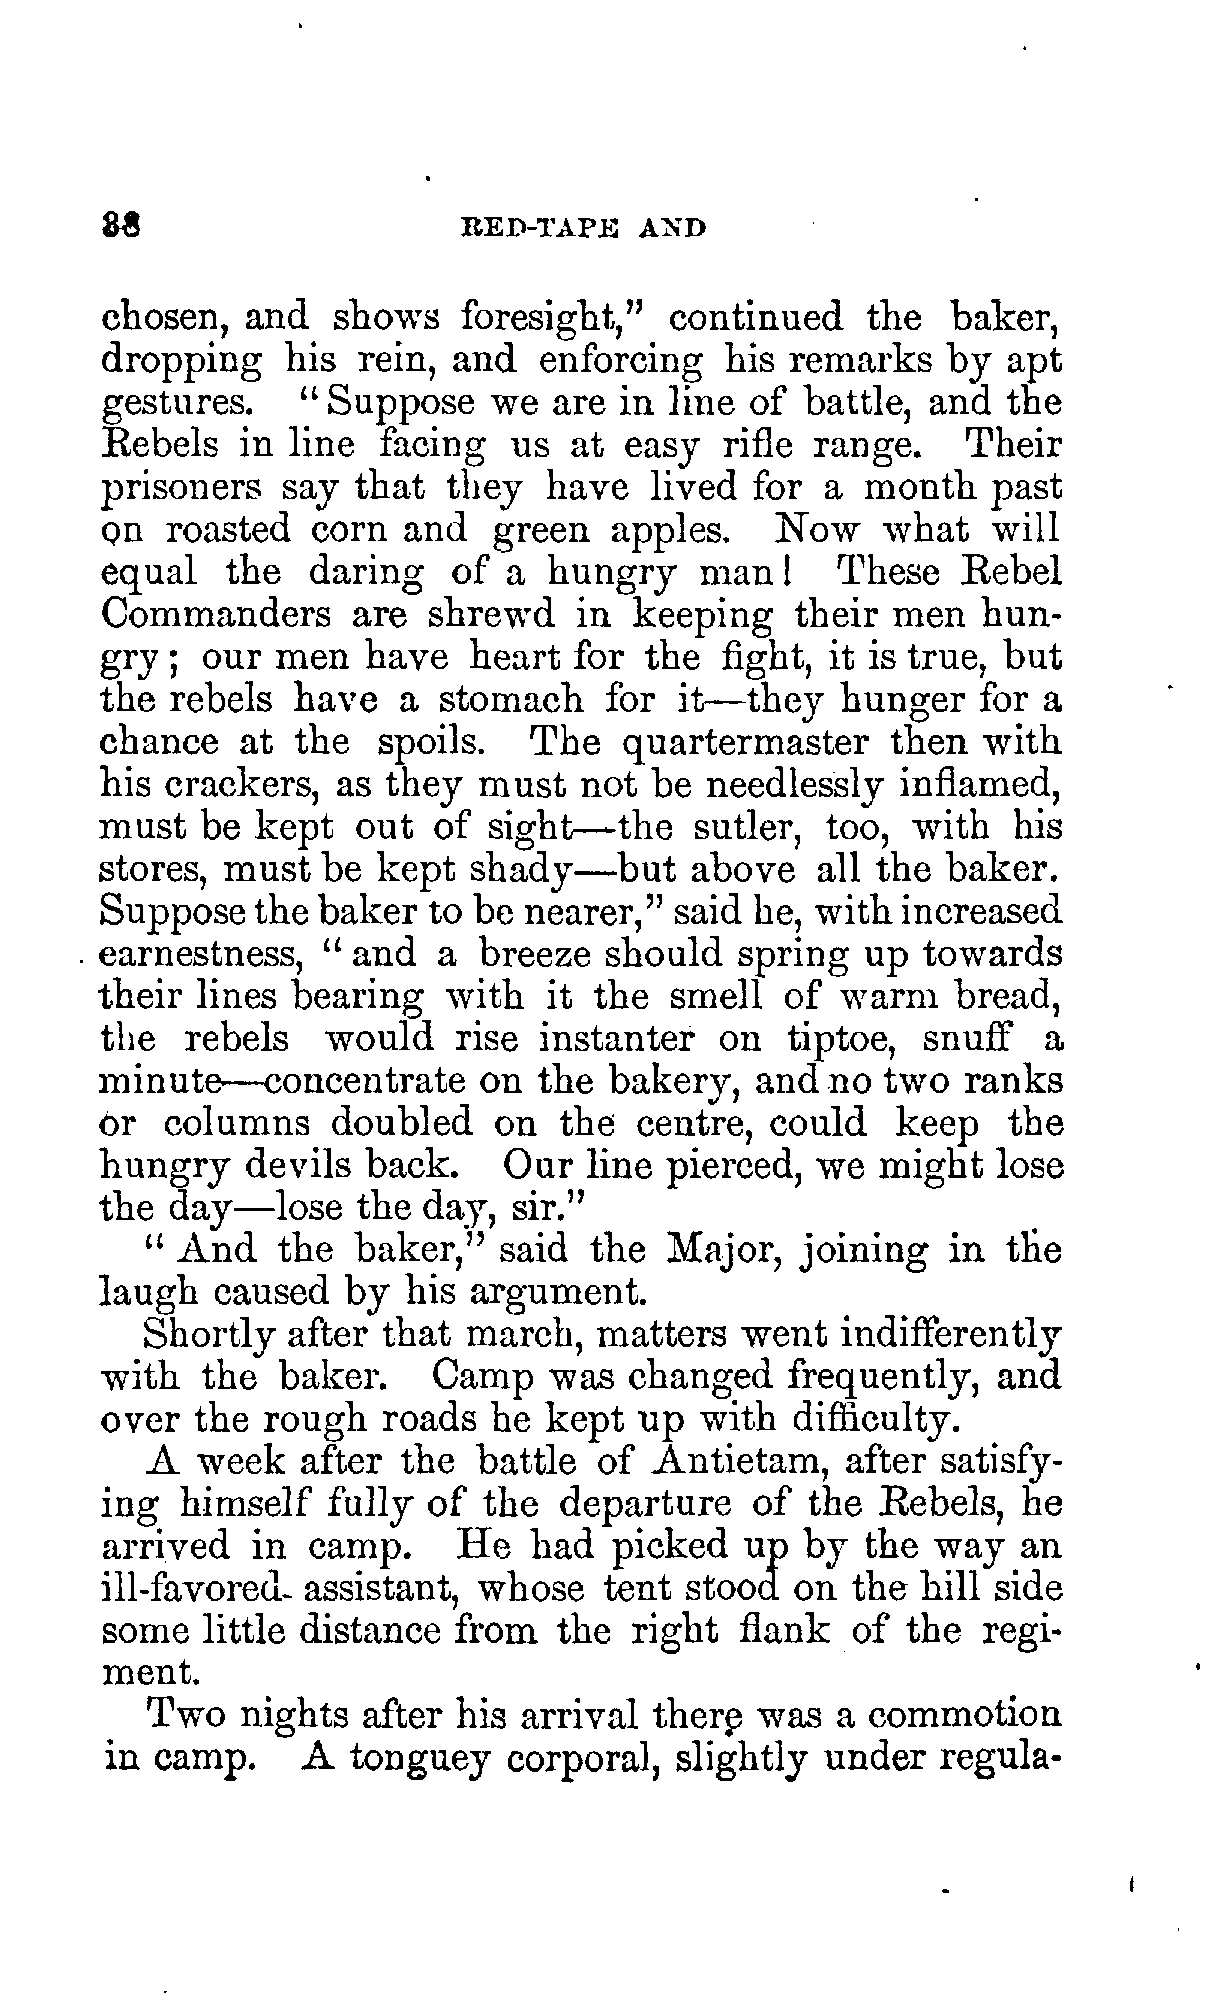 38 RED-TAPE AND
chosen, and shows foresight," continued the baker,
dropping his rein, and enforcing his remarks by apt
gestures. "Suppose we are in line of battle, and the
Rebels in line facing us at easy rifle range. Their
prisoners say that they have lived for a month past
on roasted corn and green apples. Now what will
equal the daring of a hungry man! These Rebel
Commanders are shrewd in keeping their men hun-
gry; our men have heart for the fight, it is true, but
the rebels have a stomach for it—they hunger for a
chance at the spoils. The quartermaster then with
his crackers, as they must not be needlessly inflamed,
must be kept out of sight—the sutler, too, with his
stores, must be kept shady—but above all the baker.
Suppose the baker to be nearer," said he, with increased
earnestness, "and a breeze should spring up towards
their lines bearing with it the smell of warm bread,
the rebels would rise instanter on tiptoe, snuff a
minute—concentrate on the bakery, and no two ranks
or columns doubled on the centre, could keep the
hungry devils back. Our line pierced, we might lose
the day—lose the day, sir."
"And the baker," said the Major, joining in the
laugh caused by his argument.
Shortly after that march, matters went indifferently
with the baker. Camp was changed frequently, and
over the rough roads he kept up with difficulty.
A week after the battle of Antietam, after satisfy-
ing himself fully of the departure of the Rebels, he
arrived in camp. He had picked up by the way an
ill-favored assistant, whose tent stood on the hill side
some little distance from the right flank of the regi-
ment.
Two nights after his arrival there was a commotion
in camp. A tonguey corporal, slightly under regula-